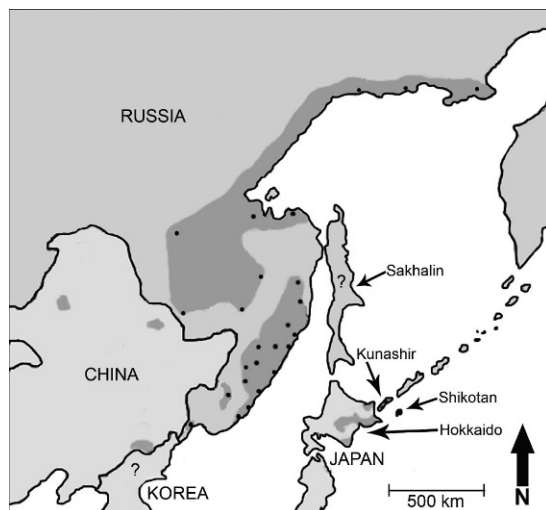 RUSSIA
?
Sakhalin
Kunashir
CHINA
Shikotan
Hokkaido
JAPAN
?
KOREA
500 km
N